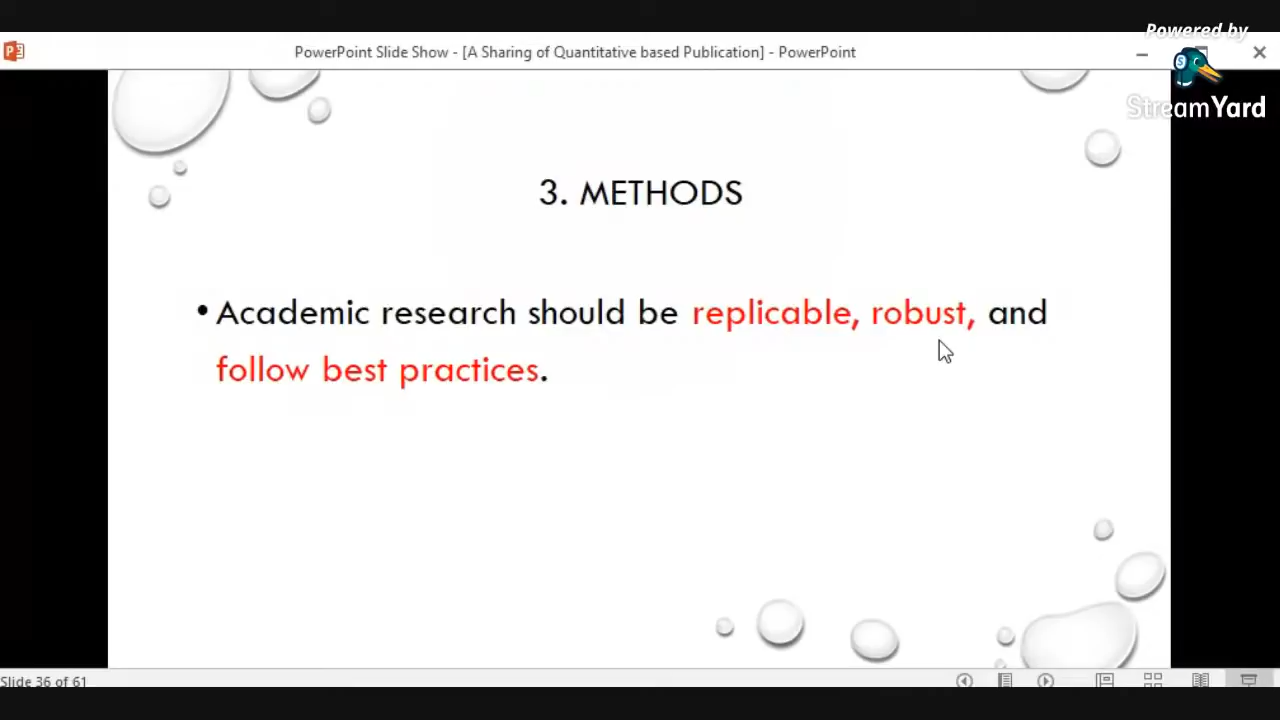 Powered by
PowerPoint Slide Show - [A Sharing of Quantitative based Publication] - PowerPoint
StreamYard
3. METHODS
• Academic research should be replicable, robust, and
follow best practices.
Slide 36 of 61